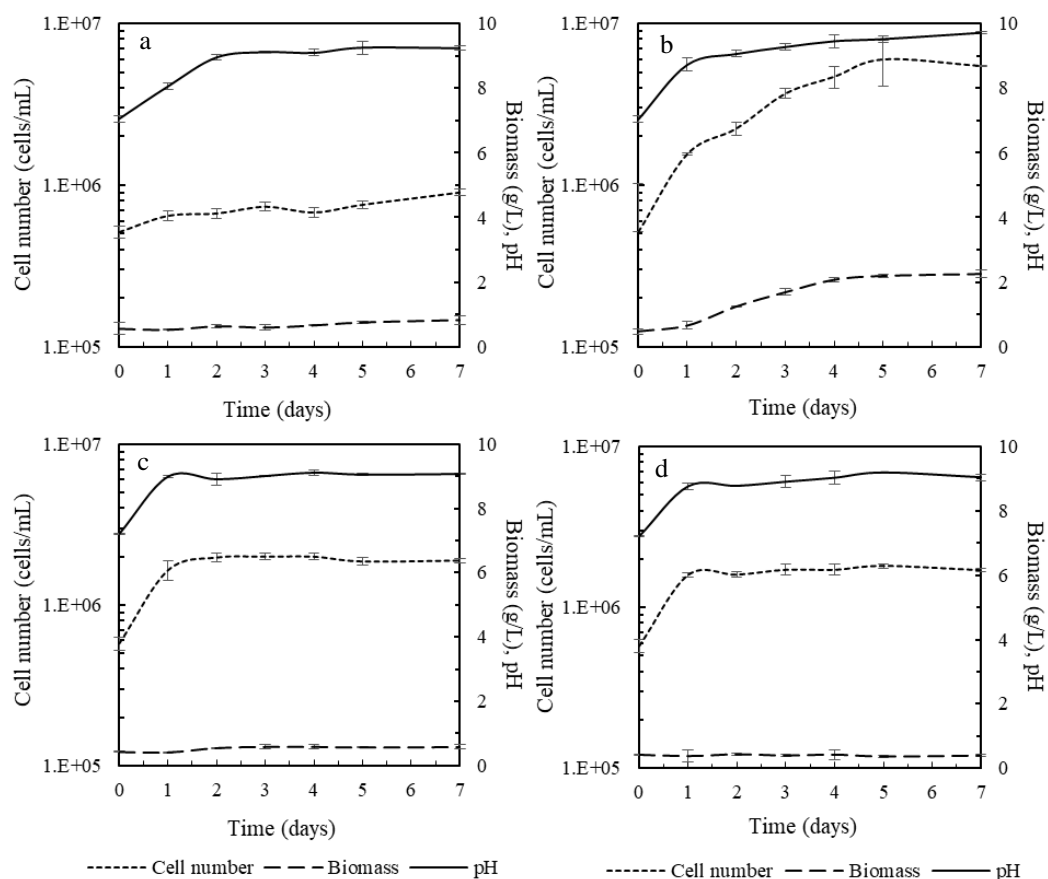 a
1.E+07
1.E+06
1.E+05
Cell number (cells/mL)
10
8
6
4
2
0
Biomass (g/L), pH
0 1 2 3 4 5 6 7
Time (days)
b
1.E+07
1.E+06
1.E+05
Cell number (cells/mL)
10
8
6
4
2
0
Biomass (g/L), pH
0 1 2 3 4 5 6 7
Time (days)
c
1.E+07
1.E+06
1.E+05
Cell number (cells/mL)
10
8
6
4
2
0
Biomass (g/L), pH
0 1 2 3 4 5 6 7
Time (days)
d
1.E+07
1.E+06
1.E+05
Cell number (cells/mL)
10
8
6
4
2
0
Biomass (g/L), pH
0 1 2 3 4 5 6 7
Time (days)
Cell number Biomass pH
Cell number Biomass pH